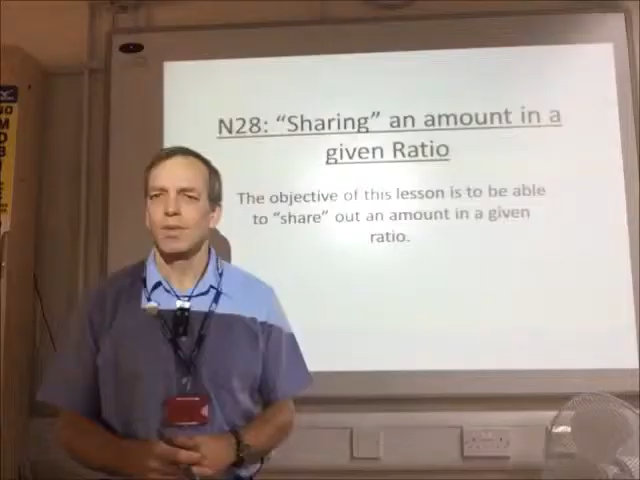 N28: “Sharing” an amount in a
given Ratio
The objective of this lesson is to be able
to “share” out an amount in a given
ratio.